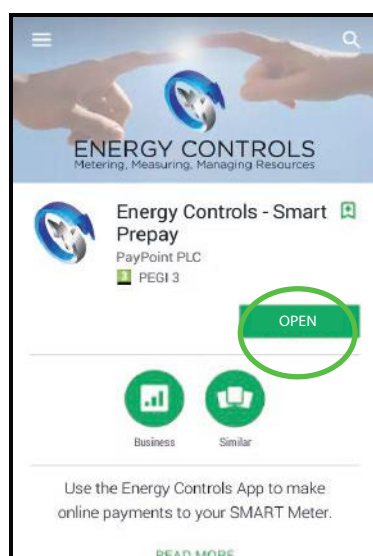 ENERGY CONTROLS
Metering, Measuring, Managing Resources
Energy Controls - Smart
Prepay
PayPoint PLC
3 PEGI 3
OPEN
Business
Similar
Use the Energy Controls App to make
online payments to your SMART Meter.
READ MORE